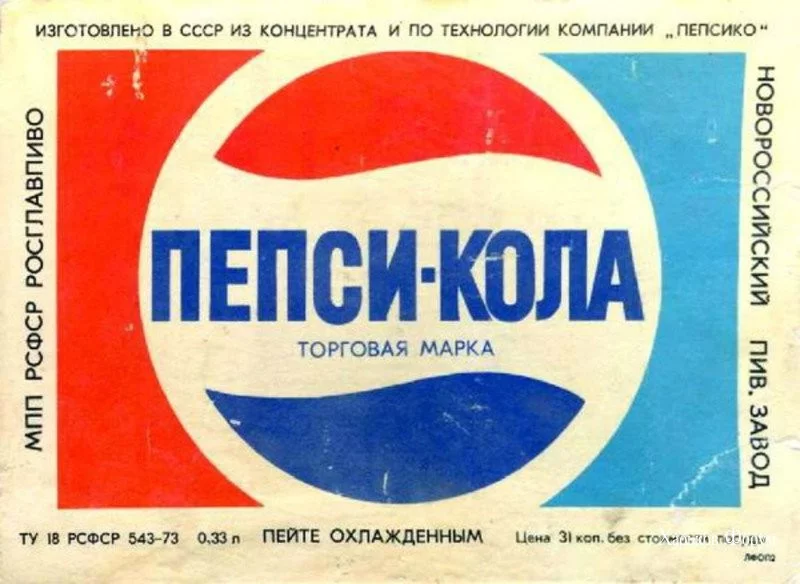 ИЗГОТОВЛЕНО В СССР ИЗ КОНЦЕНТРАТА И ПО ТЕХНОЛОГИИ КОМПАНИИ „ПЕПСИКО“
МПП РСФСР РОСГЛАВПИВО
ПЕПСИ-КОЛА
ТОРГОВАЯ МАРКА
НОВОРОССИЙСКИЙ ПИВ. ЗАВОД
ТУ 18 РСФСР 543-73 0,33 л ПЕЙТЕ ОХЛАЖДЕННЫМ Цена 31 коп. без
ЛФОП2